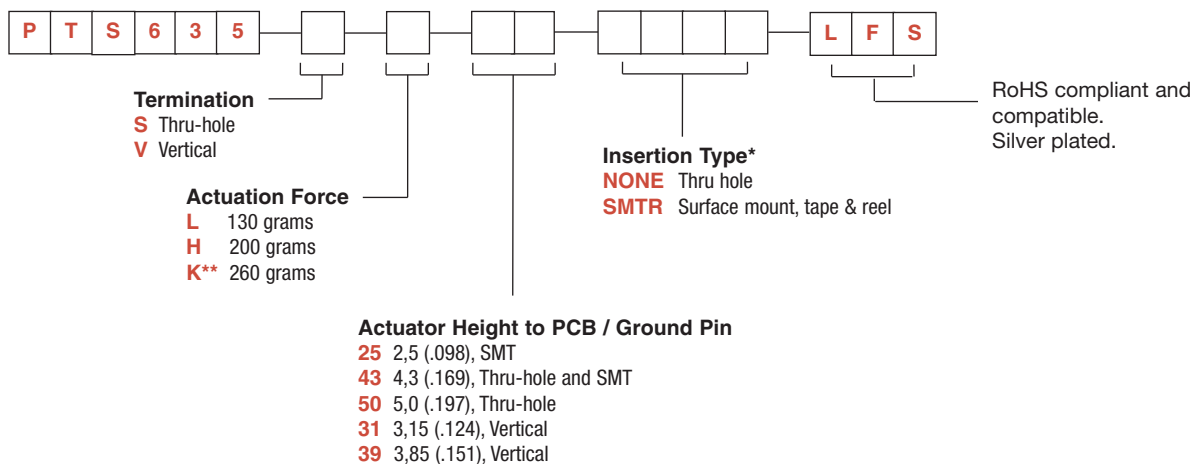 P T S 6 3 5 L F S
Termination
S Thru-hole
V Vertical
Actuation Force
L 130 grams
H 200 grams
K** 260 grams
Actuator Height to PCB / Ground Pin
25 2,5 (.098), SMT
43 4,3 (.169), Thru-hole and SMT
50 5,0 (.197), Thru-hole
31 3,15 (.124), Vertical
39 3,85 (.151), Vertical
Insertion Type*
NONE Thru hole
SMTR Surface mount, tape & reel
RoHS compliant and
compatible.
Silver plated.